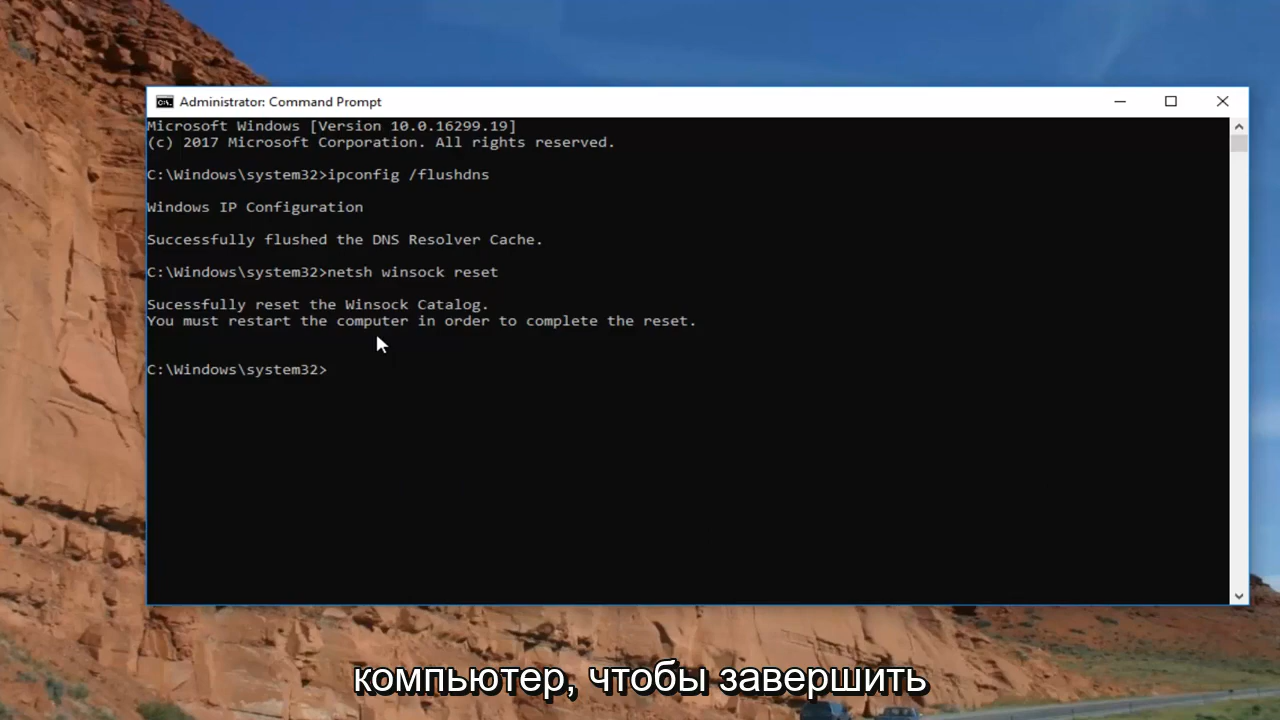 Administrator: Command Prompt
Microsoft Windows [Version 10.0.16299.19]
(c) 2017 Microsoft Corporation. All rights reserved.
C:\Windows\system32>ipconfig /flushdns
Windows IP Configuration
Successfully flushed the DNS Resolver Cache.
C:\Windows\system32>netsh winsock reset
Sucessfully reset the Winsock Catalog.
You must restart the computer in order to complete the reset.
C:\Windows\system32>
компьютер, чтобы завершить